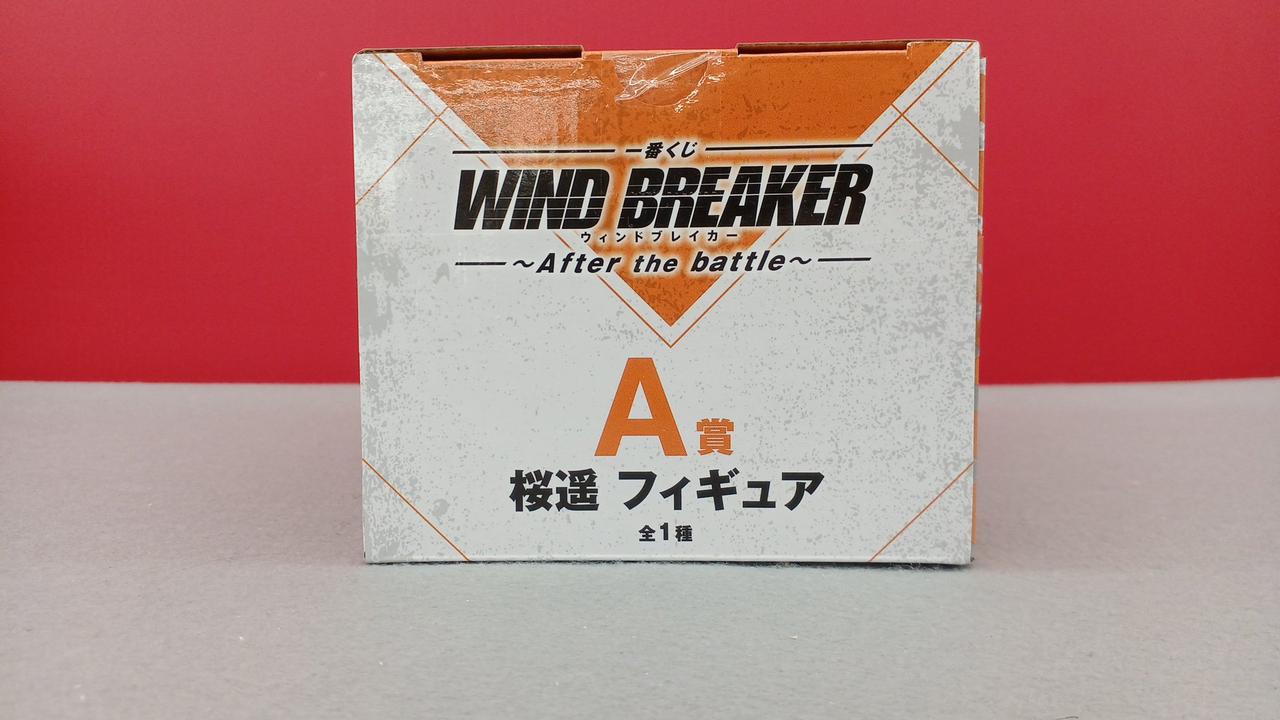 一番くじ
WIND BREAKER
ウィンドブレイカー
～After the battle～
A賞
桜遥 フィギュア
全1種